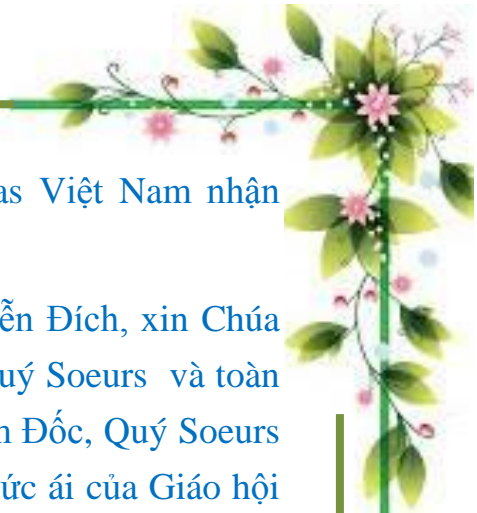 as Việt Nam nhận
ễn Đích, xin Chúa
uý Soeurs và toàn
n Đốc, Quý Soeurs
ức ái của Giáo hội